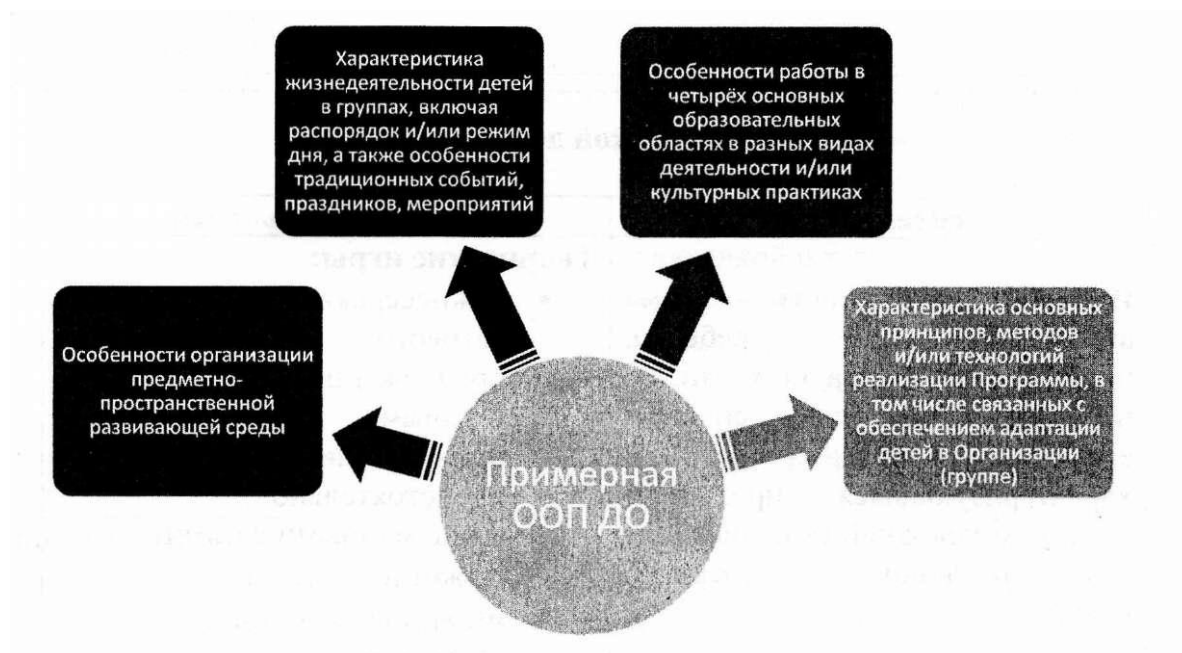 Характеристика
жизнедеятельности детей
в группах, включая
распорядок и/или режим
дня, а также особенности
традиционных событий,
праздников, мероприятий
Особенности работы в
четырёх основных
образовательных
областях в разных видах
деятельности и/или
культурных практиках
Особенности организации
предметно-
пространственной
развивающей среды
Характеристика основных
принципов, методов
и/или технологий
реализации Программы, в
том числе связанных с
обеспечением адаптации
детей в Организации
(группе)
Примерная
ООП ДО